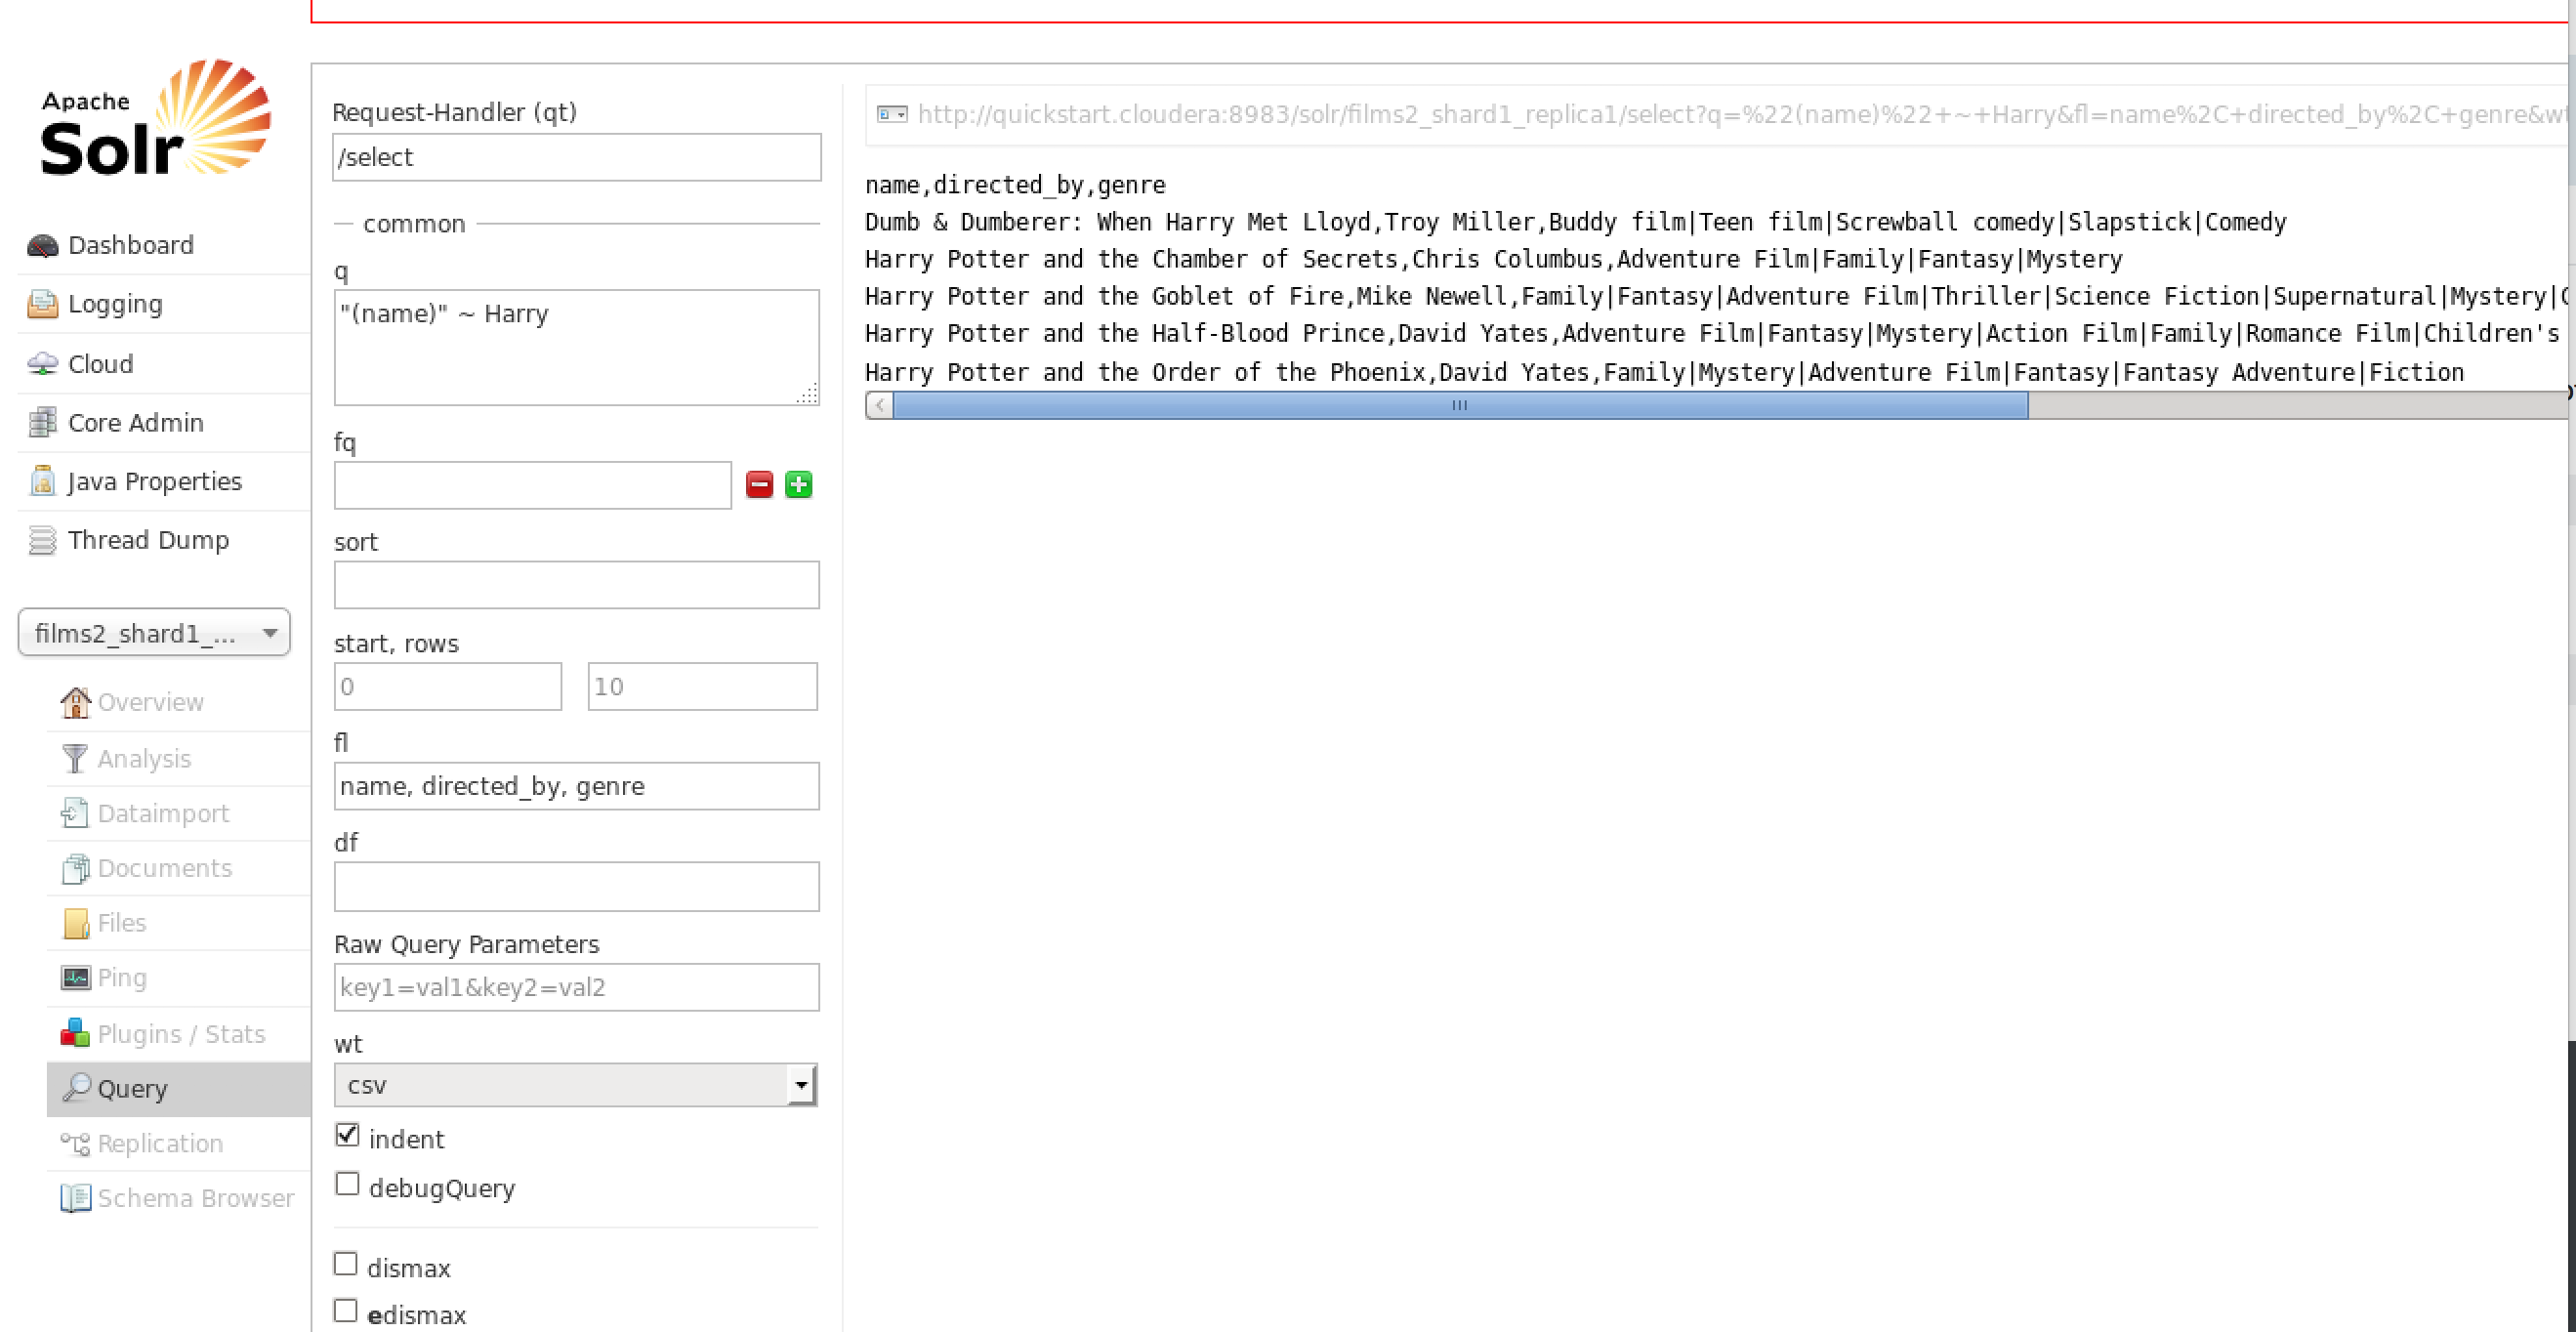 Apache
Solr
Dashboard
Logging
Cloud
Core Admin
Java Properties
Thread Dump
films2_shard1_...
Overview
Analysis
Dataimport
Documents
Files
Ping
Plugins / Stats
Query
Replication
Schema Browser
Request-Handler (qt)
/select
common
q
"(name)" ~ Harry
fq
sort
start, rows
0 10
fl
name, directed_by, genre
df
Raw Query Parameters
key1=val1&key2=val2
wt
csv
indent
debugQuery
dismax
edismax
http://quickstart.cloudera:8983/solr/films2_shard1_replica1/select?q=%22(name)%22+~+Harry&fl=name%2C+directed_by%2C+genre&wt
name,directed_by,genre
Dumb & Dumberer: When Harry Met Lloyd,Troy Miller,Buddy film|Teen film|Screwball comedy|Slapstick|Comedy
Harry Potter and the Chamber of Secrets,Chris Columbus,Adventure Film|Family|Fantasy|Mystery
Harry Potter and the Goblet of Fire,Mike Newell,Family|Fantasy|Adventure Film|Thriller|Science Fiction|Supernatural|Mystery|
Harry Potter and the Half-Blood Prince,David Yates,Adventure Film|Fantasy|Mystery|Action Film|Family|Romance Film|Children's
Harry Potter and the Order of the Phoenix,David Yates,Family|Mystery|Adventure Film|Fantasy|Fantasy Adventure|Fiction